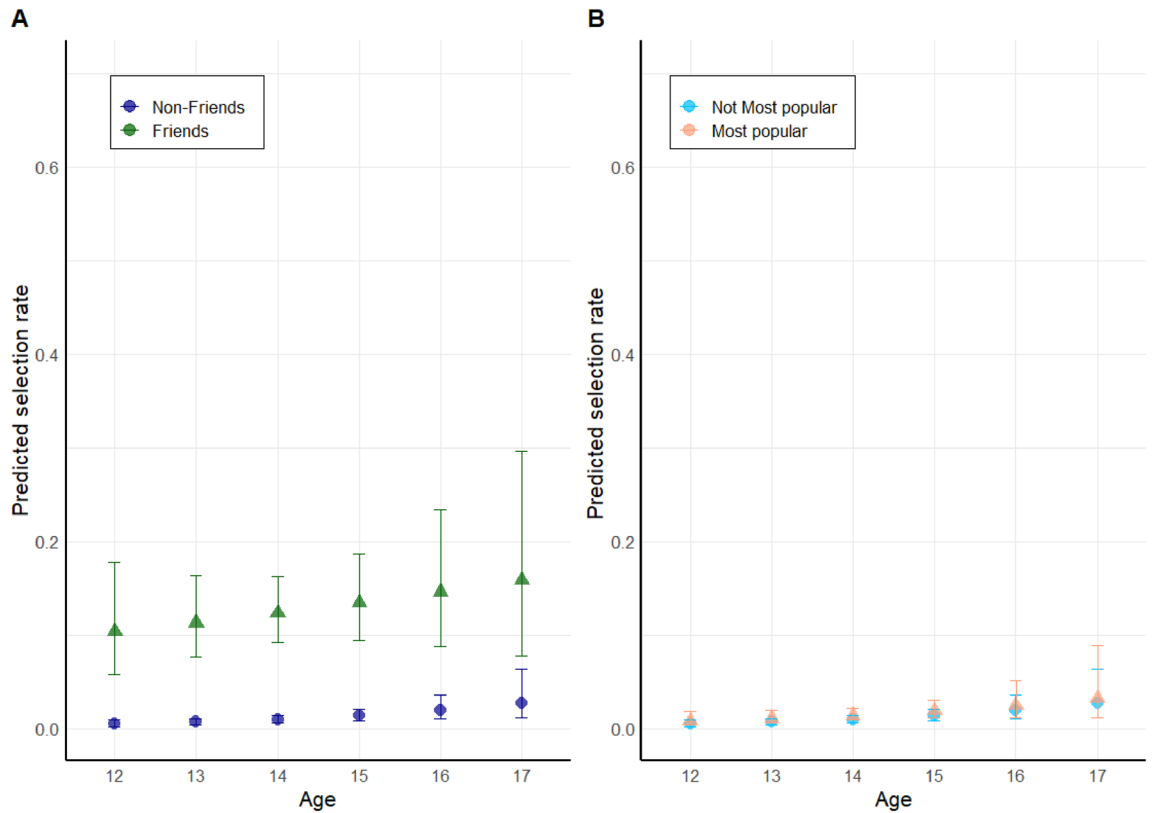 A
Non-Friends
Friends
Predicted selection rate
0.6
0.4
0.2
0.0
12 13 14 15 16 17
Age
B
Not Most popular
Most popular
Predicted selection rate
0.6
0.4
0.2
0.0
12 13 14 15 16 17
Age